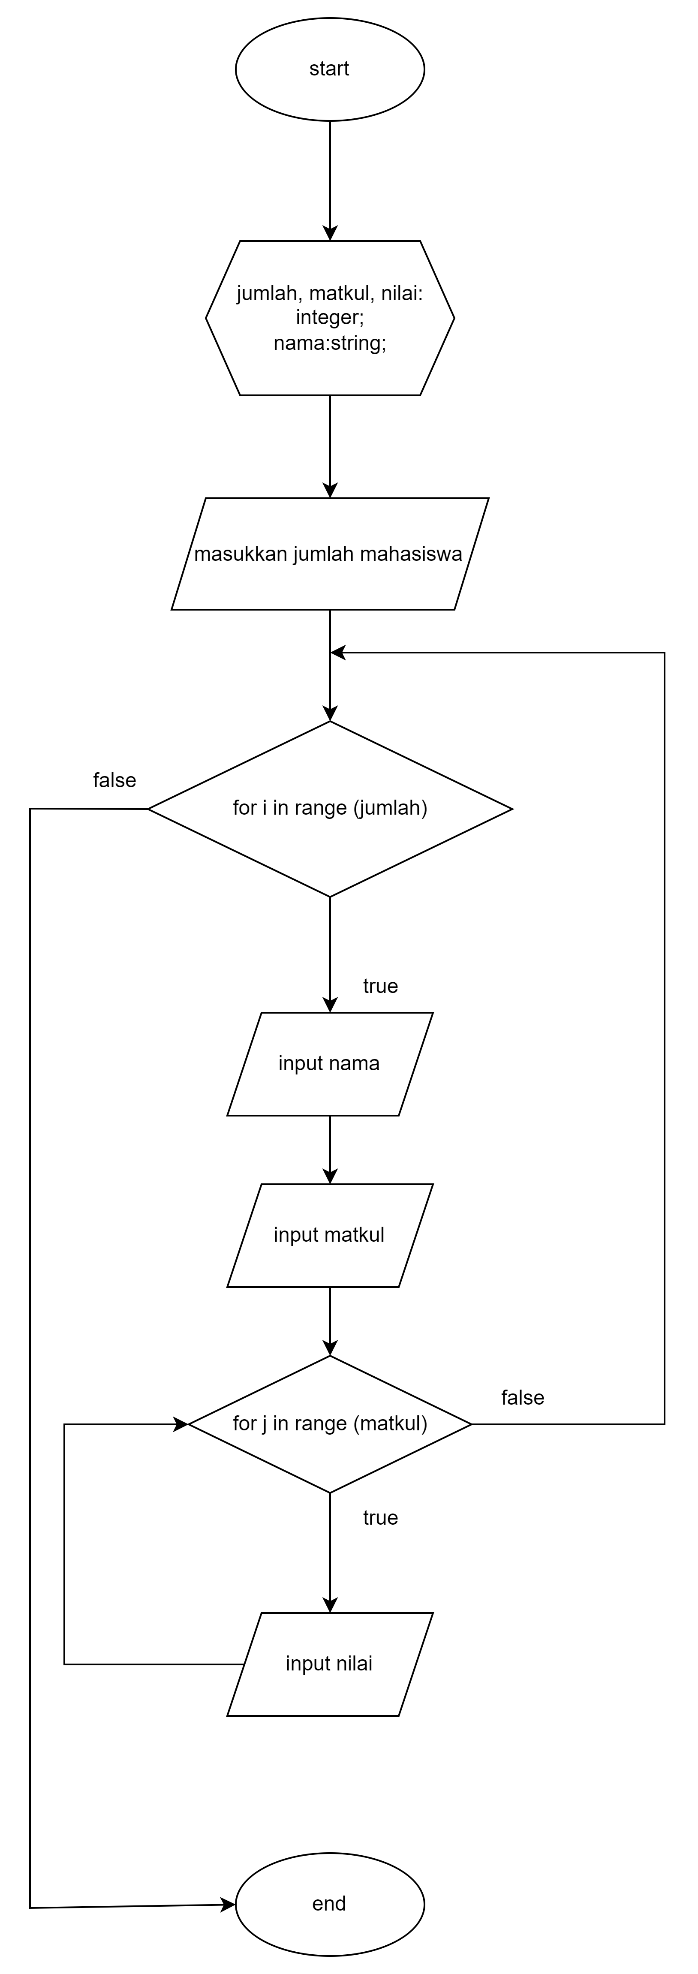 start
jumlah, matkul, nilai:
integer;
nama:string;
masukkan jumlah mahasiswa
false
for i in range (jumlah)
true
input nama
input matkul
false
for j in range (matkul)
true
input nilai
end